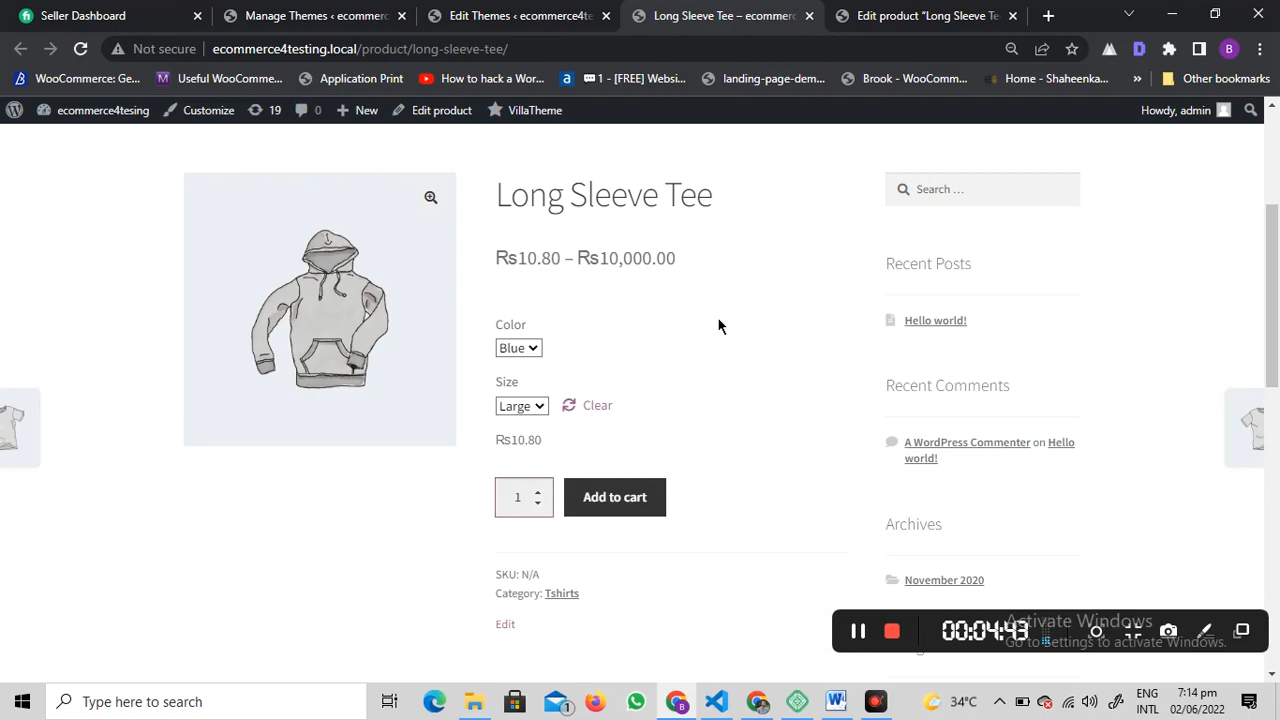 Seller Dashboard
Manage Themes ‹ ecommerc
Edit Themes ‹ ecommerce4te
Long Sleeve Tee – ecommerc
Edit product "Long Sleeve Te
Not secure
ecommerce4testing.local/product/long-sleeve-tee/
B
WooCommerce: Ge...
Useful WooCommer...
Application Print
How to hack a Wor...
1 - [FREE] Websi...
landing-page-dem...
Brook – WooComm...
Home - Shaheenka...
»
Other bookmarks
ecommerce4tesing
Customize
19
0
New
Edit product
VillaTheme
Howdy, admin
Long Sleeve Tee
₨10.80 – ₨10,000.00
Color
Blue
Size
Large
Clear
₨10.80
1
Add to cart
SKU: N/A
Category: Tshirts
Edit
Search …
Recent Posts
Hello world!
Recent Comments
A WordPress Commenter on Hello
world!
Archives
November 2020
00:04:43
Activate Windows
Go to Settings to activate Windows.
Type here to search
1
34°C
ENG
INTL
7:14 pm
02/06/2022